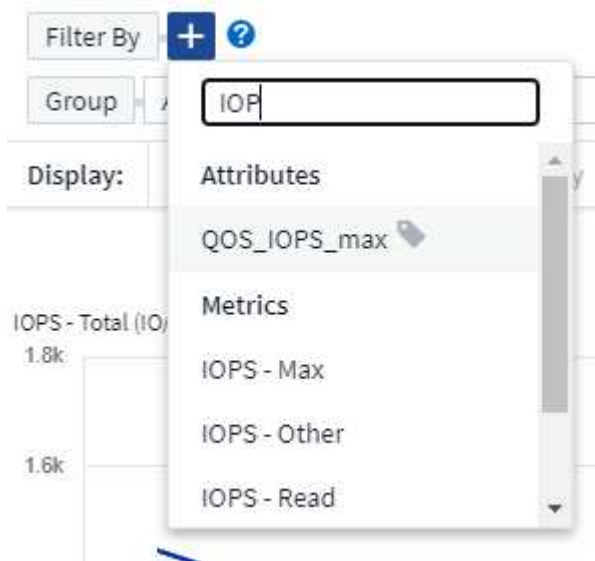 Filter By + ?
IOP
Group
Display:
Attributes
QOS_IOPS_max
Metrics
IOPS - Total (IO/
1.8k
IOPS - Max
IOPS - Other
1.6k
IOPS - Read